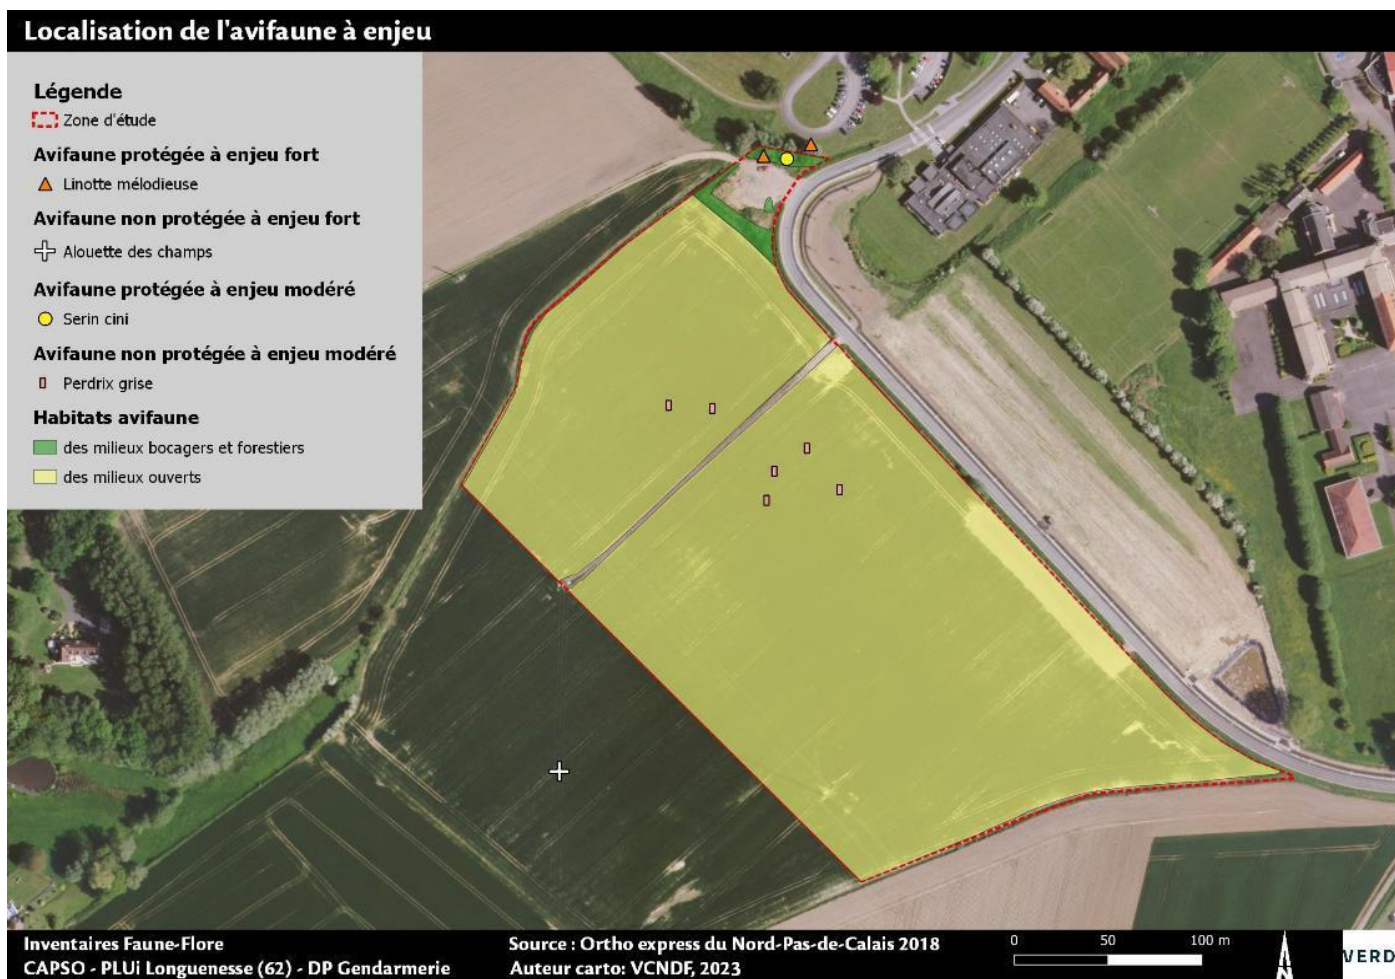 Localisation de l'avifaune à enjeu
Légende
Zone d'étude
Avifaune protégée à enjeu fort
Linotte mélodieuse
Avifaune non protégée à enjeu fort
Alouette des champs
Avifaune protégée à enjeu modéré
Serin cini
Avifaune non protégée à enjeu modéré
Perdrix grise
Habitats avifaune
des milieux bocagers et forestiers
des milieux ouverts
Inventaires Faune-Flore
CAPSO - PLUi Longuenesse (62) - DP Gendarmerie
Source : Ortho express du Nord-Pas-de-Calais 2018
Auteur carto: VCNDF, 2023
0 50 100 m
N
VERD